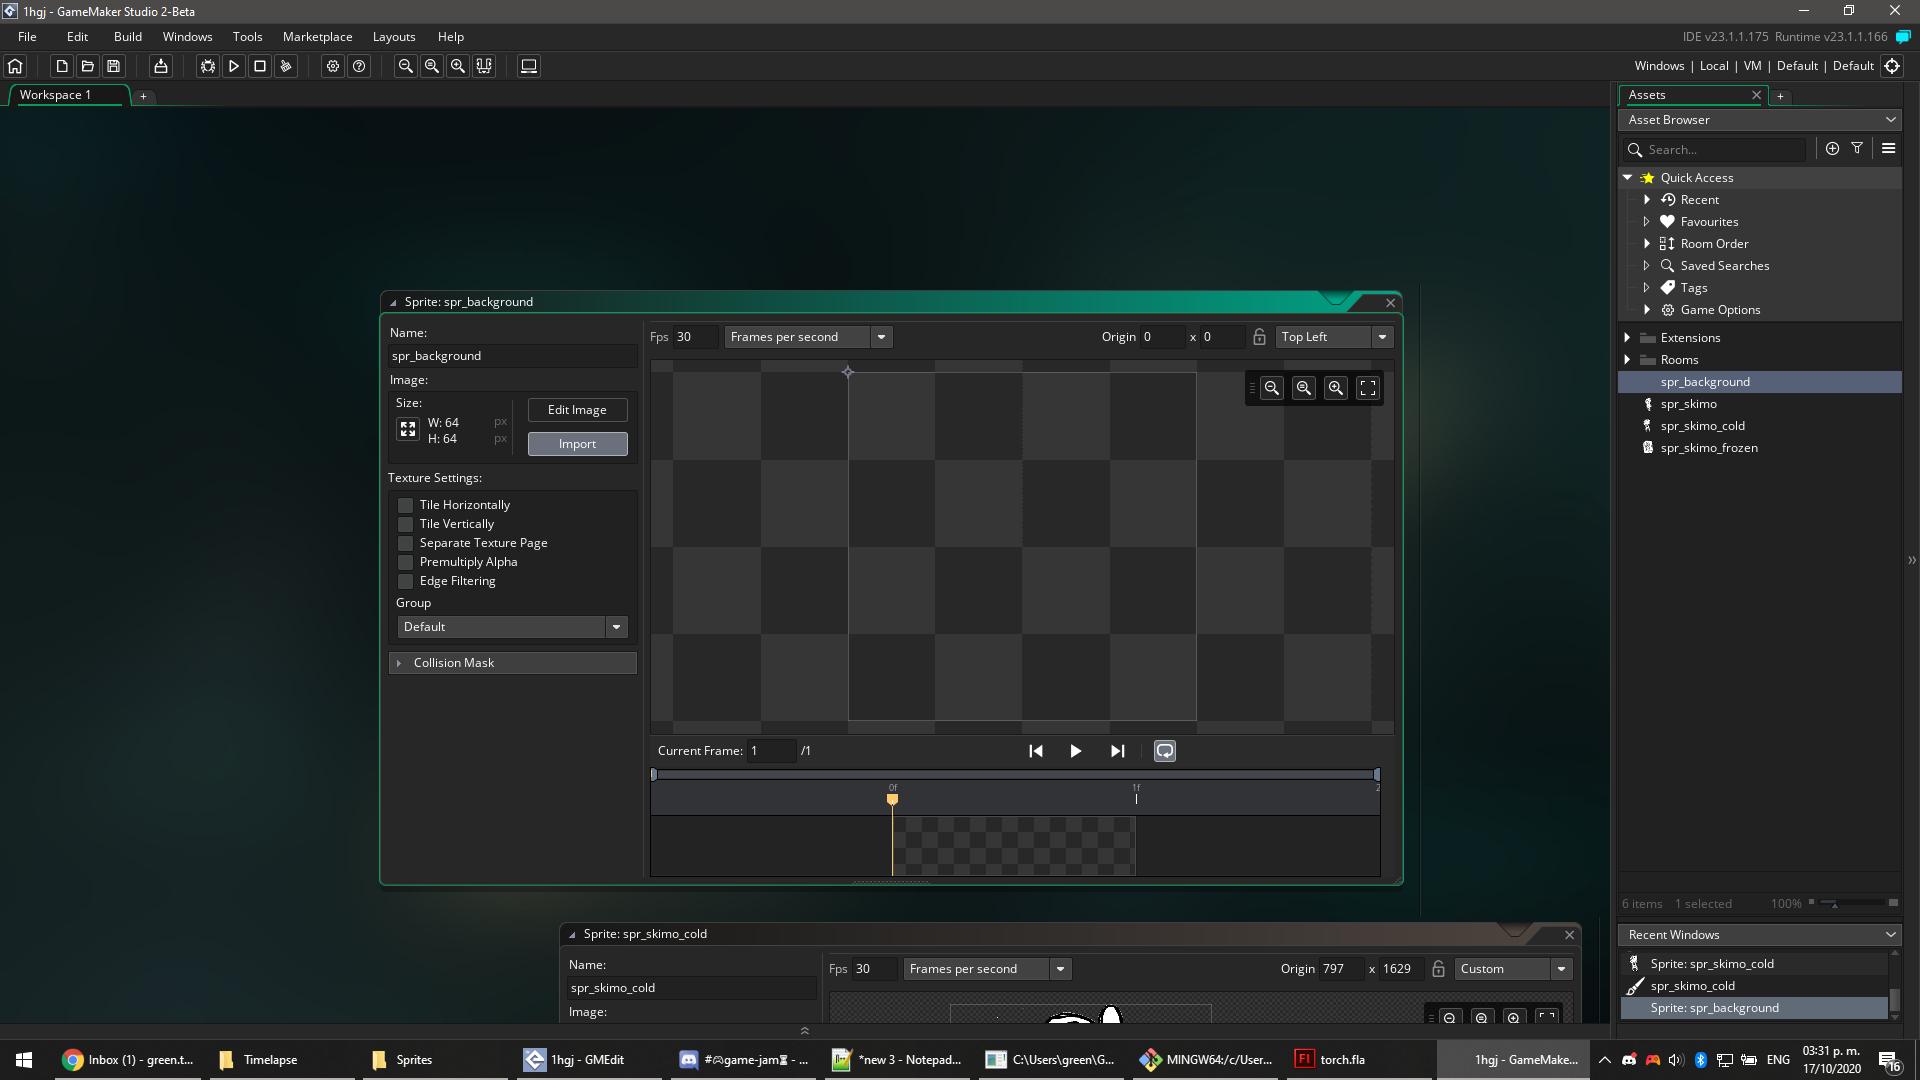 1hgj - GameMaker Studio 2-Beta
File Edit Build Windows Tools Marketplace Layouts Help
IDE v23.1.1.175 Runtime v23.1.1.166
Windows | Local | VM | Default | Default
Workspace 1 +
Assets +
Asset Browser
Search...
Quick Access
Recent
Favourites
Room Order
Saved Searches
Tags
Game Options
Extensions
Rooms
spr_background
spr_skimo
spr_skimo_cold
spr_skimo_frozen
6 items 1 selected 100%
Recent Windows
Sprite: spr_skimo_cold
spr_skimo_cold
Sprite: spr_background
Sprite: spr_background
Name:
spr_background
Image:
Size:
W: 64 px
H: 64 px
Edit Image
Import
Texture Settings:
Tile Horizontally
Tile Vertically
Separate Texture Page
Premultiply Alpha
Edge Filtering
Group
Default
Collision Mask
Fps 30 Frames per second Origin 0 x 0 Top Left
Current Frame: 1 /1
0f 1f 2
Sprite: spr_skimo_cold
Name:
spr_skimo_cold
Image:
Fps 30 Frames per second Origin 797 x 1629 Custom
Inbox (1) - green.t...
Timelapse
Sprites
1hgj - GMEdit
#🎮game-jam⏳ - ...
*new 3 - Notepad...
C:\Users\green\G...
MINGW64:/c/User...
Fl torch.fla
1hgj - GameMake...
ENG
03:31 p. m.
17/10/2020
16